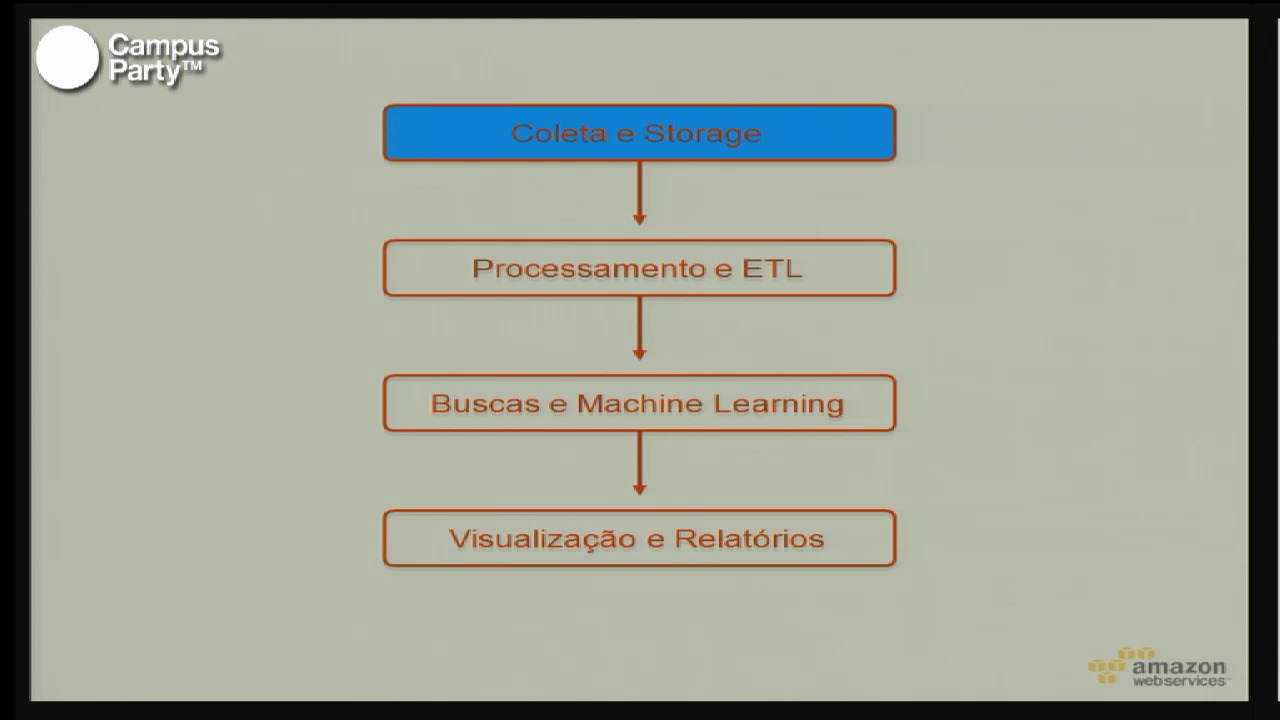 Campus
Party™
Coleta e Storage
Processamento e ETL
Buscas e Machine Learning
Visualização e Relatórios
amazon
webservices™